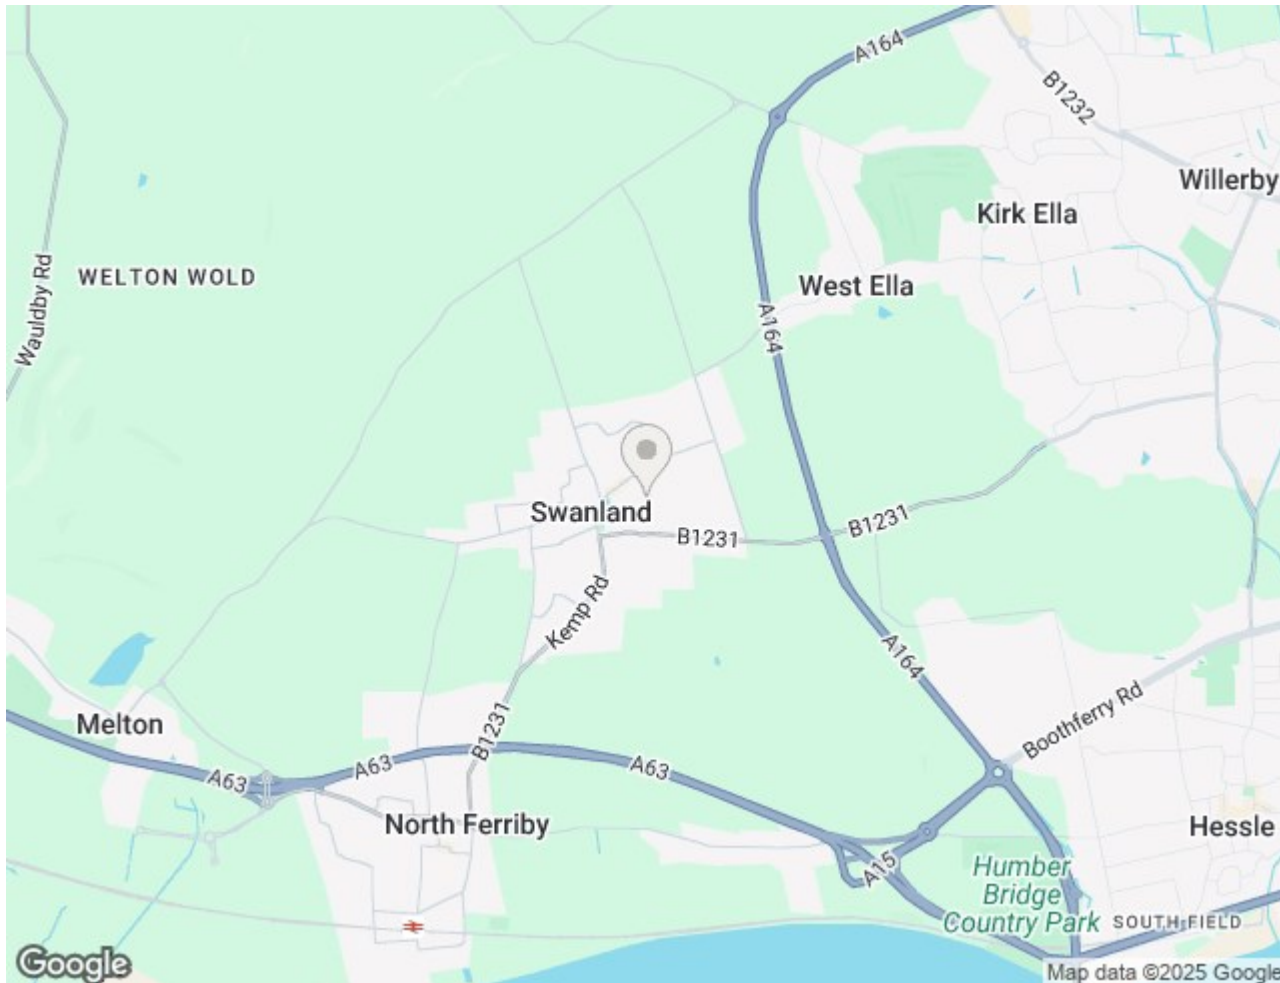 A164
B1232
Willerby
Kirk Ella
Wauldby Rd
WELTON WOLD
West Ella
A164
Swanland
B1231
B1231
Kemp Rd
A164
Boothferry Rd
Melton
B1231
A63
A63
A63
North Ferriby
Hessle
A15
Humber
Bridge
Country Park
SOUTH FIELD
Google
Map data ©2025 Google